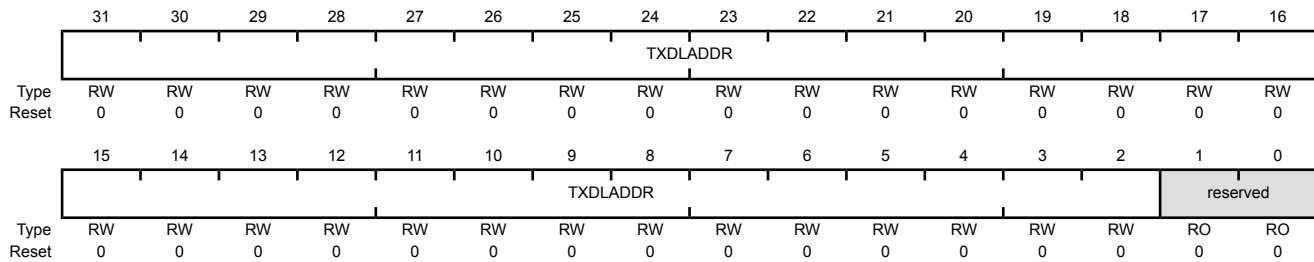 31 30 29 28 27 26 25 24 23 22 21 20 19 18 17 16
TXDLADDR
Type RW RW RW RW RW RW RW RW RW RW RW RW RW RW RW RW
Reset 0 0 0 0 0 0 0 0 0 0 0 0 0 0 0 0
15 14 13 12 11 10 9 8 7 6 5 4 3 2 1 0
TXDLADDR reserved
Type RW RW RW RW RW RW RW RW RW RW RW RW RW RW RO RO
Reset 0 0 0 0 0 0 0 0 0 0 0 0 0 0 0 0